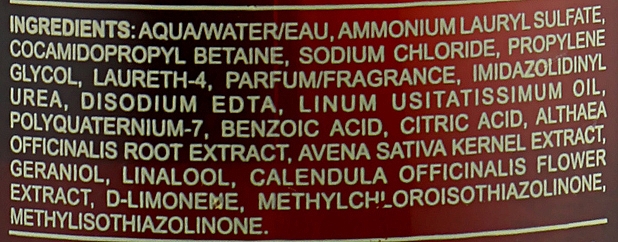 INGREDIENTS: AQUA/WATER/EAU, AMMONIUM LAURYL SULFATE,
COCAMIDOPROPYL BETAINE, SODIUM CHLORIDE, PROPYLENE
GLYCOL, LAURETH-4, PARFUM/FRAGRANCE, IMIDAZOLIDINYL
UREA, DISODIUM EDTA, LINUM USITATISSIMUM OIL,
POLYQUATERNIUM-7, BENZOIC ACID, CITRIC ACID, ALTHAEA
OFFICINALIS ROOT EXTRACT, AVENA SATIVA KERNEL EXTRACT,
GERANIOL, LINALOOL, CALENDULA OFFICINALIS FLOWER
EXTRACT, D-LIMONENE, METHYLCHLOROISOTHIAZOLINONE,
METHYLISOTHIAZOLINONE.